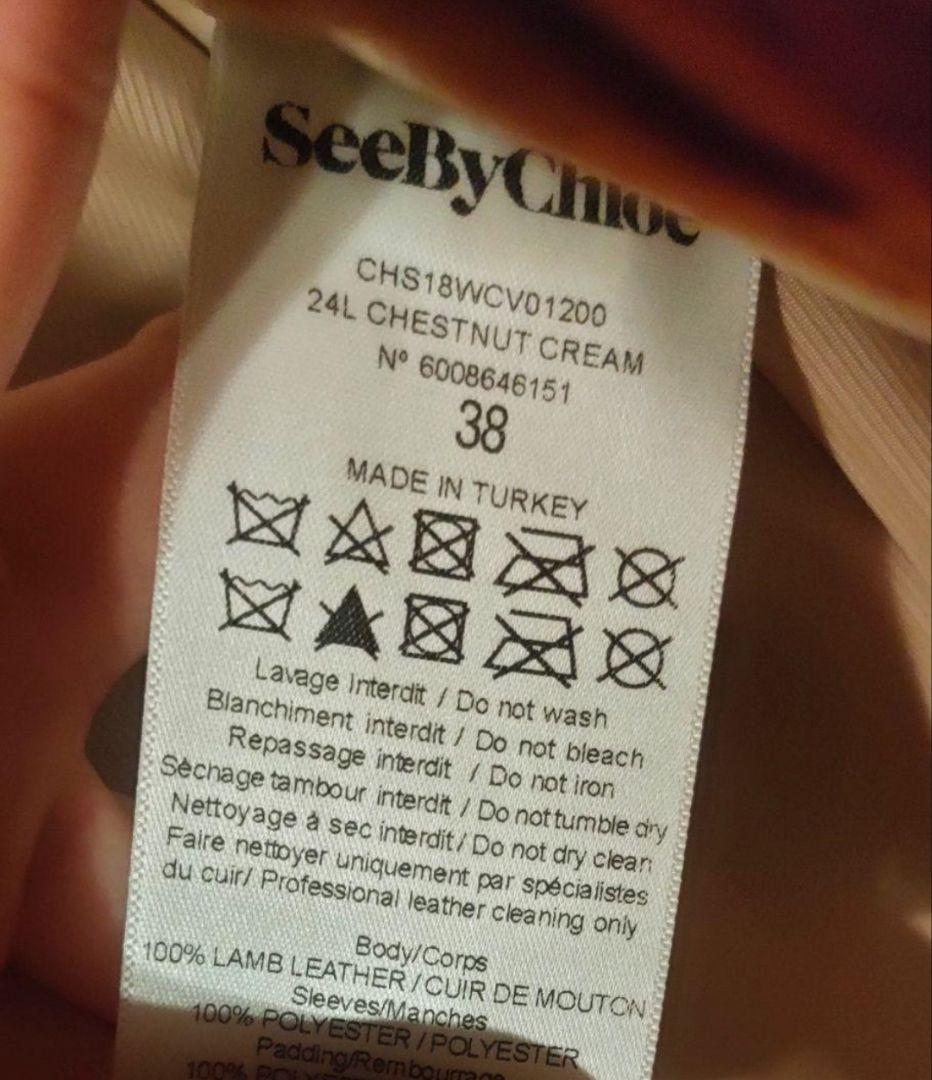 SeeByChloé
CHS18WCV01200
24L CHESTNUT CREAM
Nº 6008646151
38
MADE IN TURKEY
Lavage Interdit / Do not wash
Blanchiment interdit / Do not bleach
Repassage interdit / Do not iron
Séchage tambour interdit / Do not tumble dry
Nettoyage à sec interdit / Do not dry clean
Faire nettoyer uniquement par spécialistes
du cuir/ Professional leather cleaning only
Body/Corps
100% LAMB LEATHER / CUIR DE MOUTON
Sleeves/Manches
100% POLYESTER / POLYESTER
Padding/Rembourrage
100%